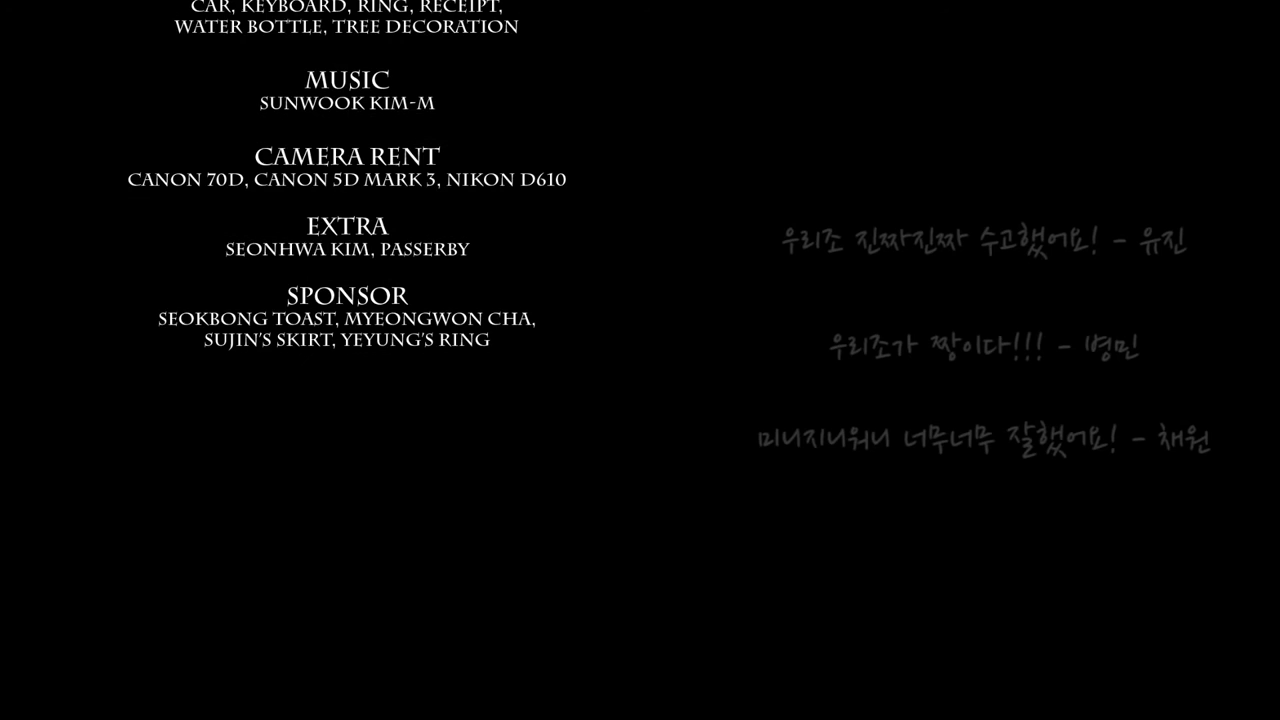 CAR, KEYBOARD, RING, RECEIPT,
WATER BOTTLE, TREE DECORATION
MUSIC
SUNWOOK KIM-M
CAMERA RENT
CANON 70D, CANON 5D MARK 3, NIKON D610
EXTRA
SEONHWA KIM, PASSERBY
SPONSOR
SEOKBONG TOAST, MYEONGWON CHA,
SUJIN'S SKIRT, YEYUNG'S RING
우리조 진짜진짜 수고했어요! - 유진
우리조가 짱이다!!! - 병민
미니지니워니 너무너무 잘했어요! - 채원